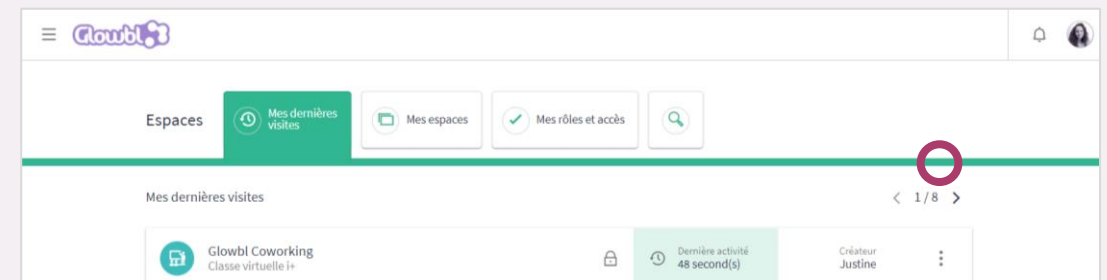 Glowbl
Espaces
Mes dernières
visites
Mes espaces
Mes rôles et accès
Mes dernières visites
< 1 / 8 >
Glowbl Coworking
Classe virtuelle i+
Dernière activité
48 second(s)
Créateur
Justine